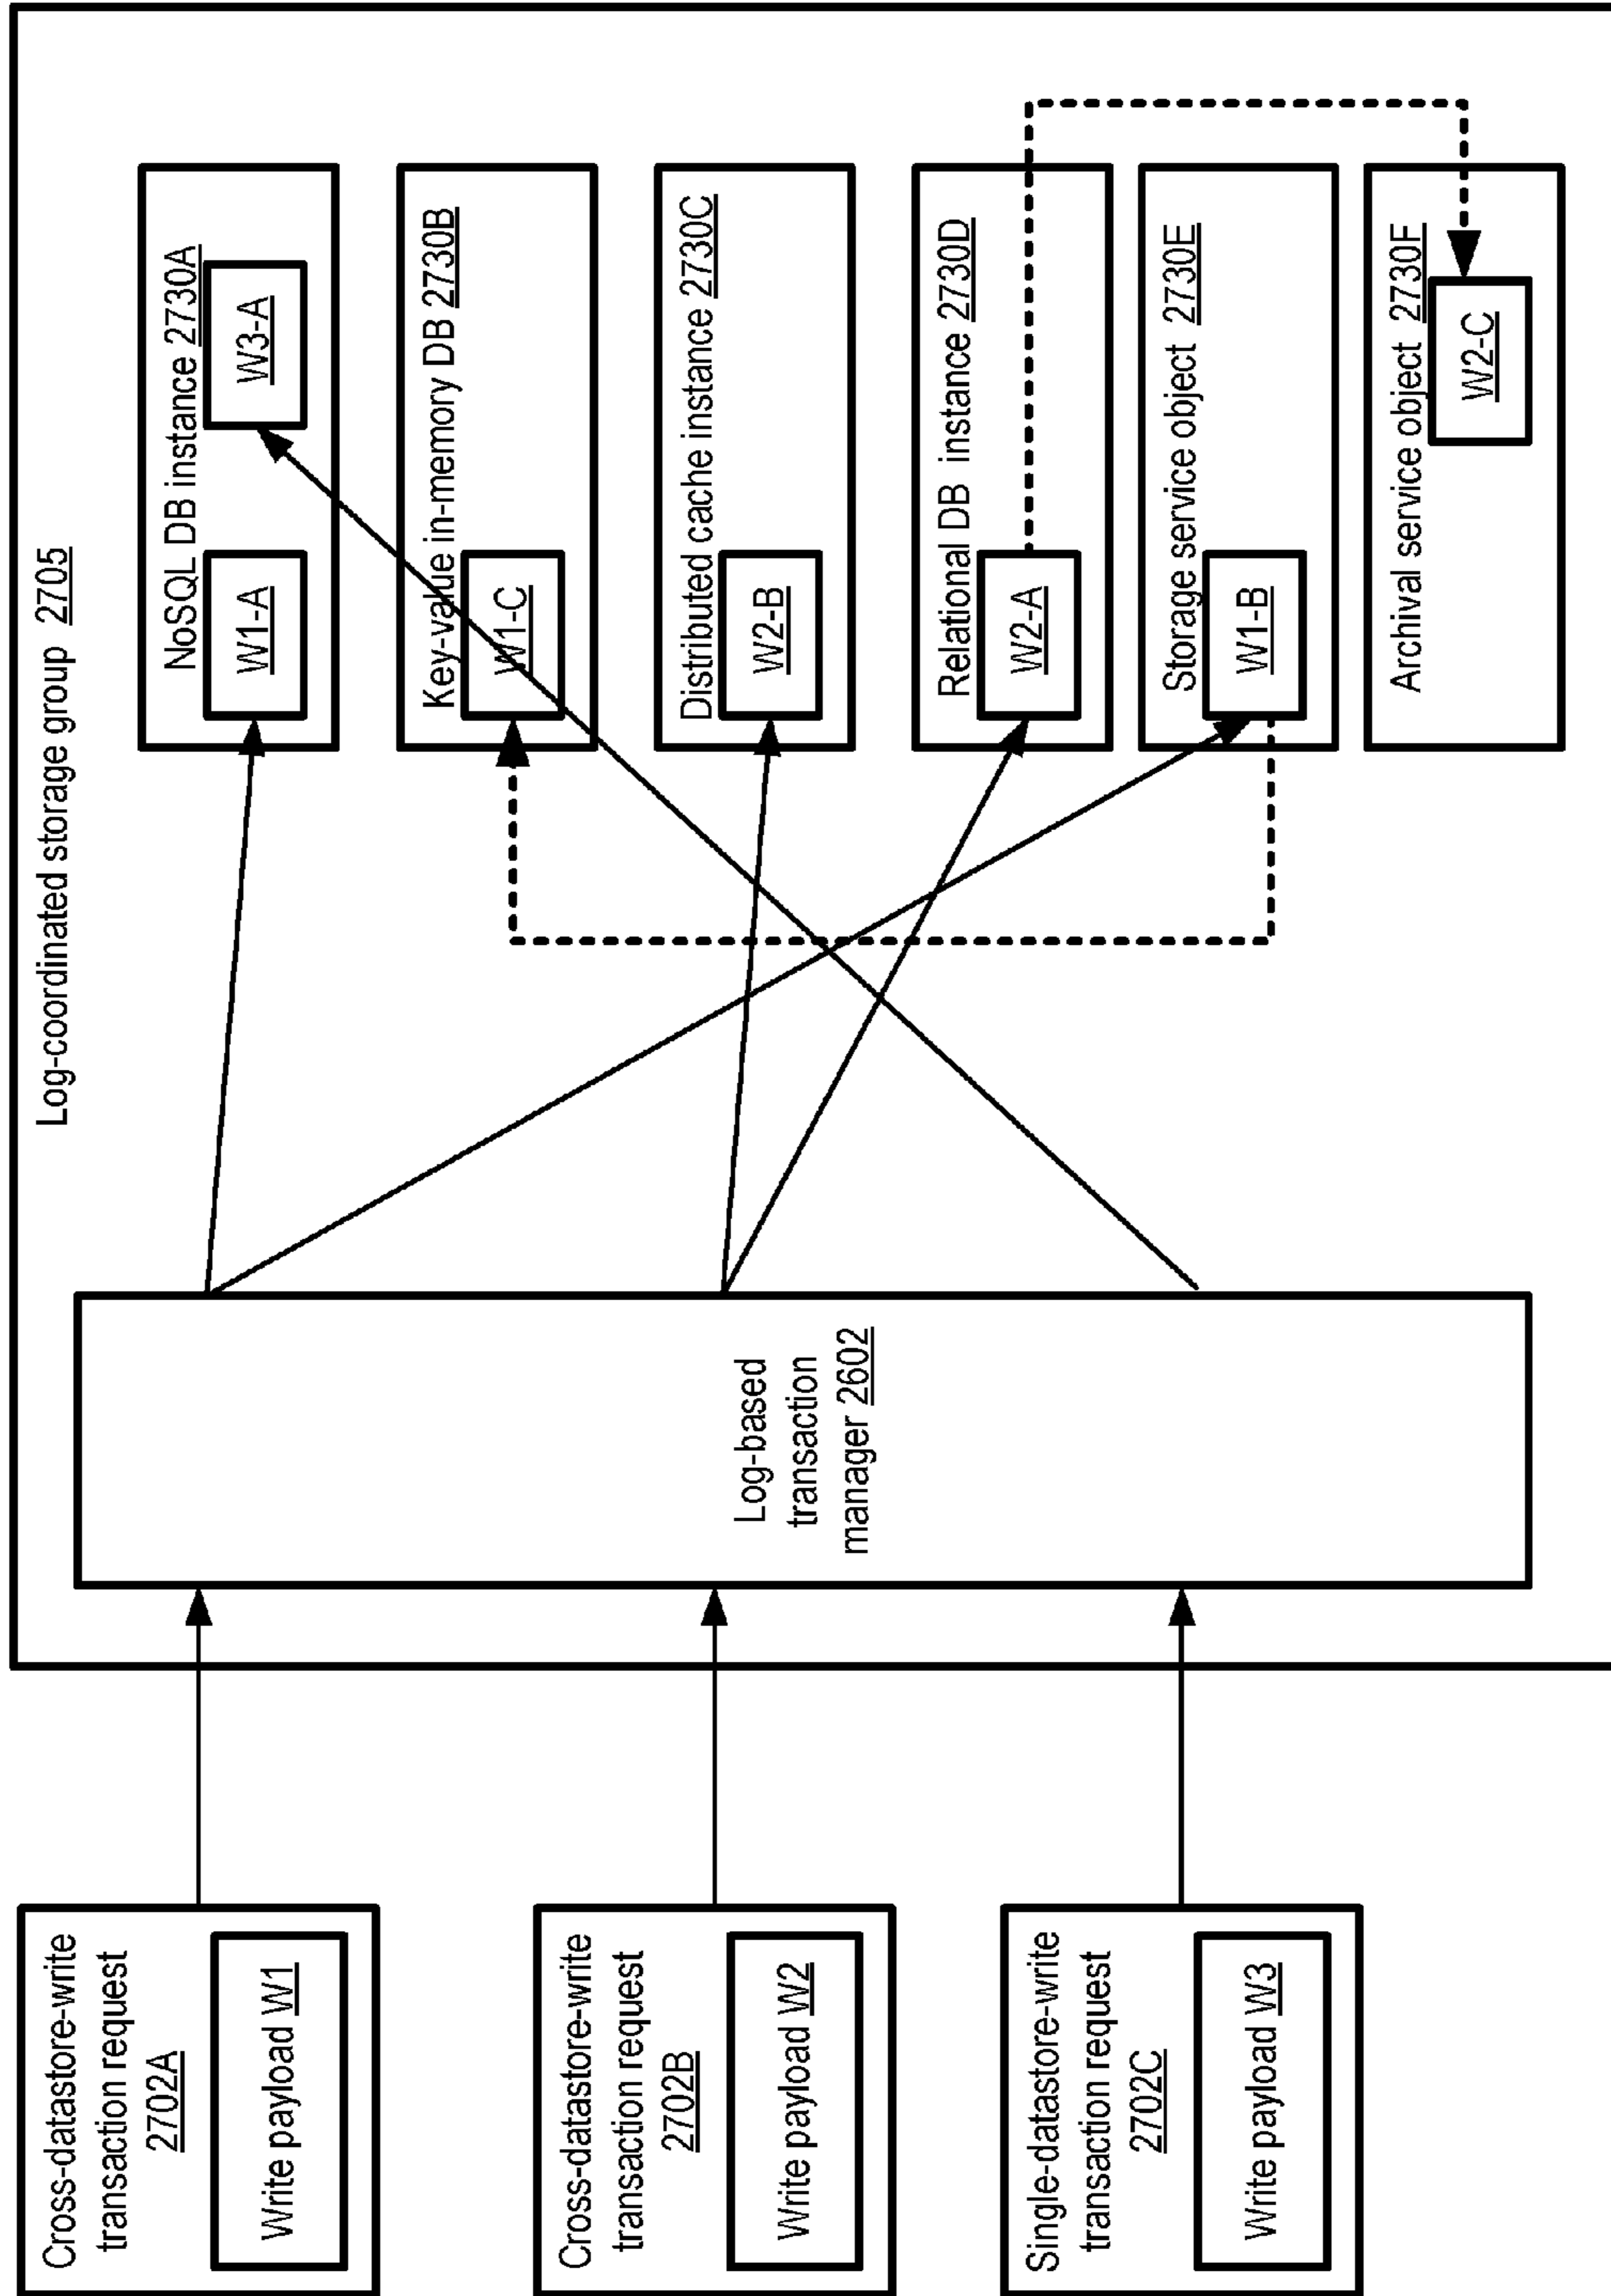 Log-coordinated storage group 2705
Cross-datastore-write
transaction request
2702A
Write payload W1
Cross-datastore-write
transaction request
2702B
Write payload W2
Single-datastore-write
transaction request
2702C
Write payload W3
Log-based
transaction
manager 2602
NoSQL DB instance 2730A
W1-A
W3-A
Key-value in-memory DB 2730B
W1-C
Distributed cache instance 2730C
W2-B
Relational DB instance 2730D
W2-A
Storage service object 2730E
W1-B
Archival service object 2730F
W2-C